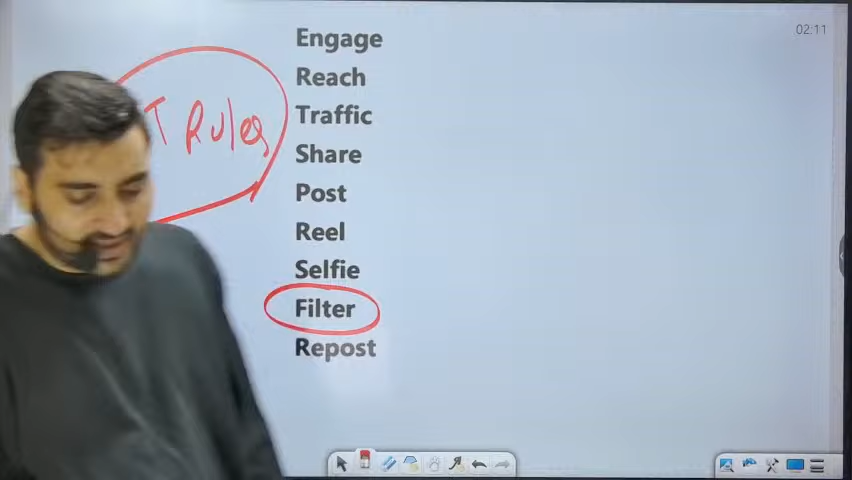 02:11
Engage
Reach
T Rules
Traffic
Share
Post
Reel
Selfie
Filter
Repost